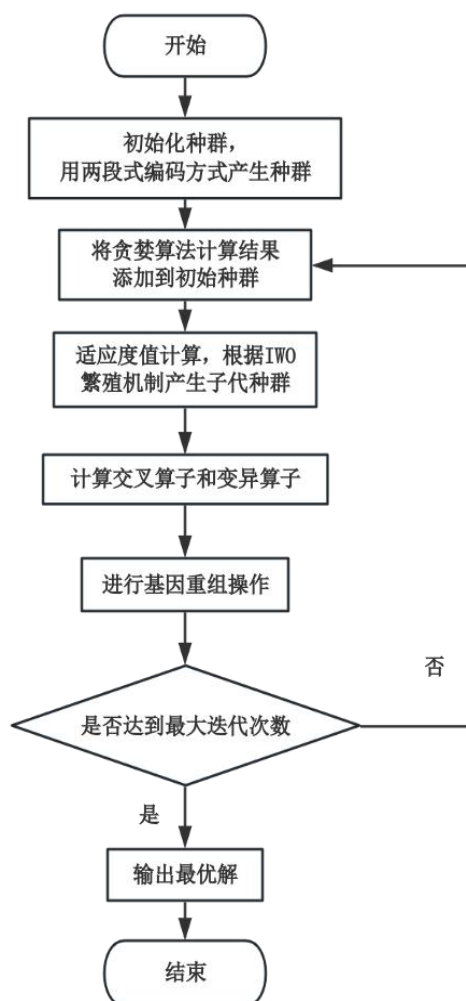 开始
初始化种群，
用两段式编码方式产生种群
将贪婪算法计算结果
添加到初始种群
适应度值计算，根据IWO
繁殖机制产生子代种群
计算交叉算子和变异算子
进行基因重组操作
否
是否达到最大迭代次数
是
输出最优解
结束